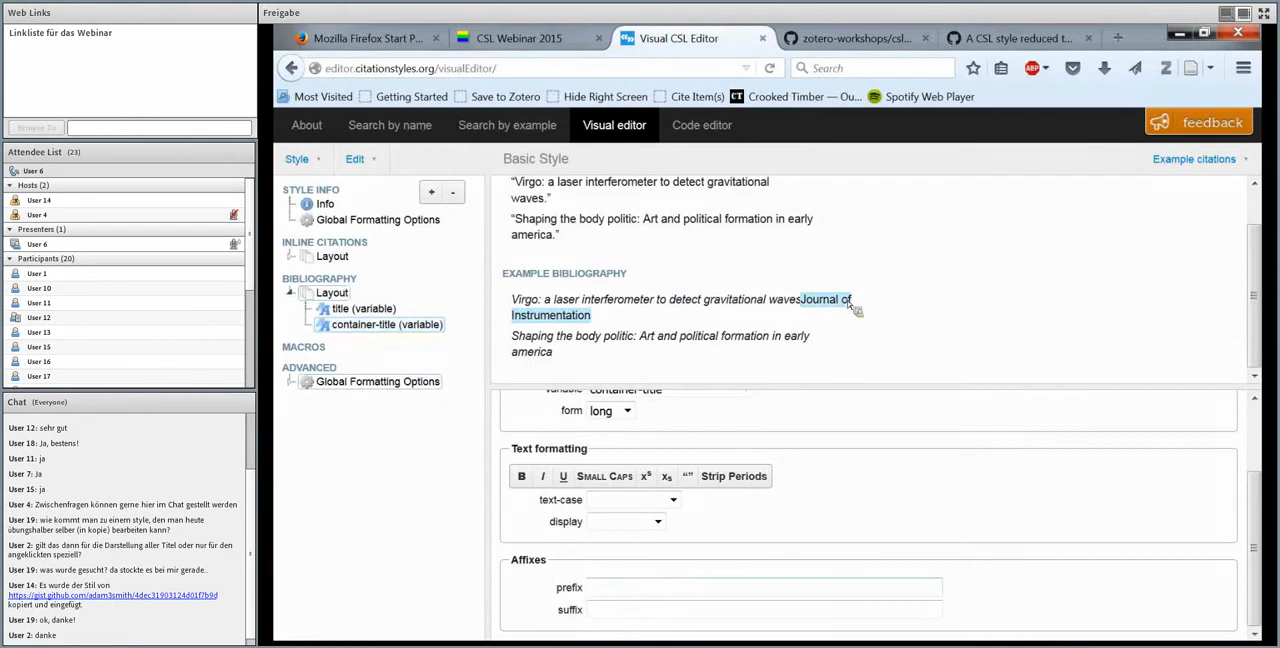 Web Links
Linkliste für das Webinar
Browse To
Attendee List (23)
User 6
Hosts (2)
User 14
User 4
Presenters (1)
User 6
Participants (20)
User 1
User 10
User 11
User 12
User 13
User 15
User 16
User 17
Chat (Everyone)
User 12: sehr gut
User 18: Ja, bestens!
User 11: ja
User 7: Ja
User 15: ja
User 4: Zwischenfragen können gerne hier im Chat gestellt werden
User 19: wie kommt man zu einem style, den man heute
übungshalber selber (in kopie) bearbeiten kann?
User 2: gilt das dann für die Darstellung aller Titel oder nur für den
angeklickten speziell?
User 19: was wurde gesucht? da stockte es bei mir gerade..
User 14: Es wurde der Stil von
https://gist.github.com/adam3smith/4dec31903124d01f7b9d
kopiert und eingefügt.
User 19: ok, danke!
User 2: danke
Freigabe
Mozilla Firefox Start P...
CSL Webinar 2015
Visual CSL Editor
zotero-workshops/csl...
A CSL style reduced t...
editor.citationstyles.org/visualEditor/
Search
Most Visited
Getting Started
Save to Zotero
Hide Right Screen
Cite Item(s)
Crooked Timber — Ou...
Spotify Web Player
About
Search by name
Search by example
Visual editor
Code editor
feedback
Style
Edit
Basic Style
Example citations
STYLE INFO
Info
Global Formatting Options
INLINE CITATIONS
Layout
BIBLIOGRAPHY
Layout
title (variable)
container-title (variable)
MACROS
ADVANCED
Global Formatting Options
“Virgo: a laser interferometer to detect gravitational
waves.”
“Shaping the body politic: Art and political formation in early
america.”
EXAMPLE BIBLIOGRAPHY
Virgo: a laser interferometer to detect gravitational wavesJournal of
Instrumentation
Shaping the body politic: Art and political formation in early
america
variable container-title
form long
Text formatting
B I U SMALL CAPS x^s x_s “” Strip Periods
text-case
display
Affixes
prefix
suffix